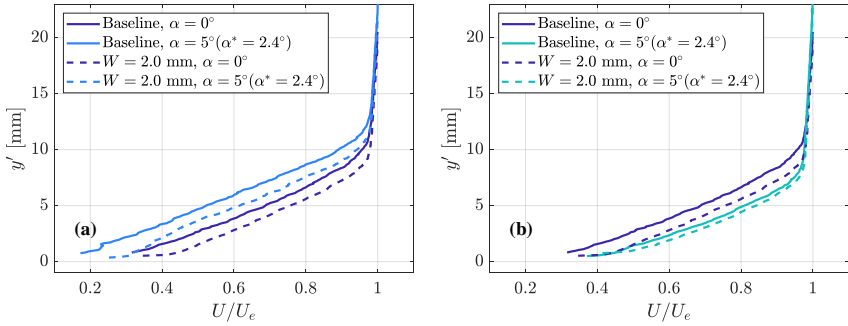 Baseline, α = 0°
Baseline, α = 5°(α* = 2.4°)
W = 2.0 mm, α = 0°
W = 2.0 mm, α = 5°(α* = 2.4°)
20
15
10
5
0
y′ [mm]
(a)
0.2 0.4 0.6 0.8 1
U/Uₑ
Baseline, α = 0°
Baseline, α = 5°(α* = 2.4°)
W = 2.0 mm, α = 0°
W = 2.0 mm, α = 5°(α* = 2.4°)
20
15
10
5
0
y′ [mm]
(b)
0.2 0.4 0.6 0.8 1
U/Uₑ